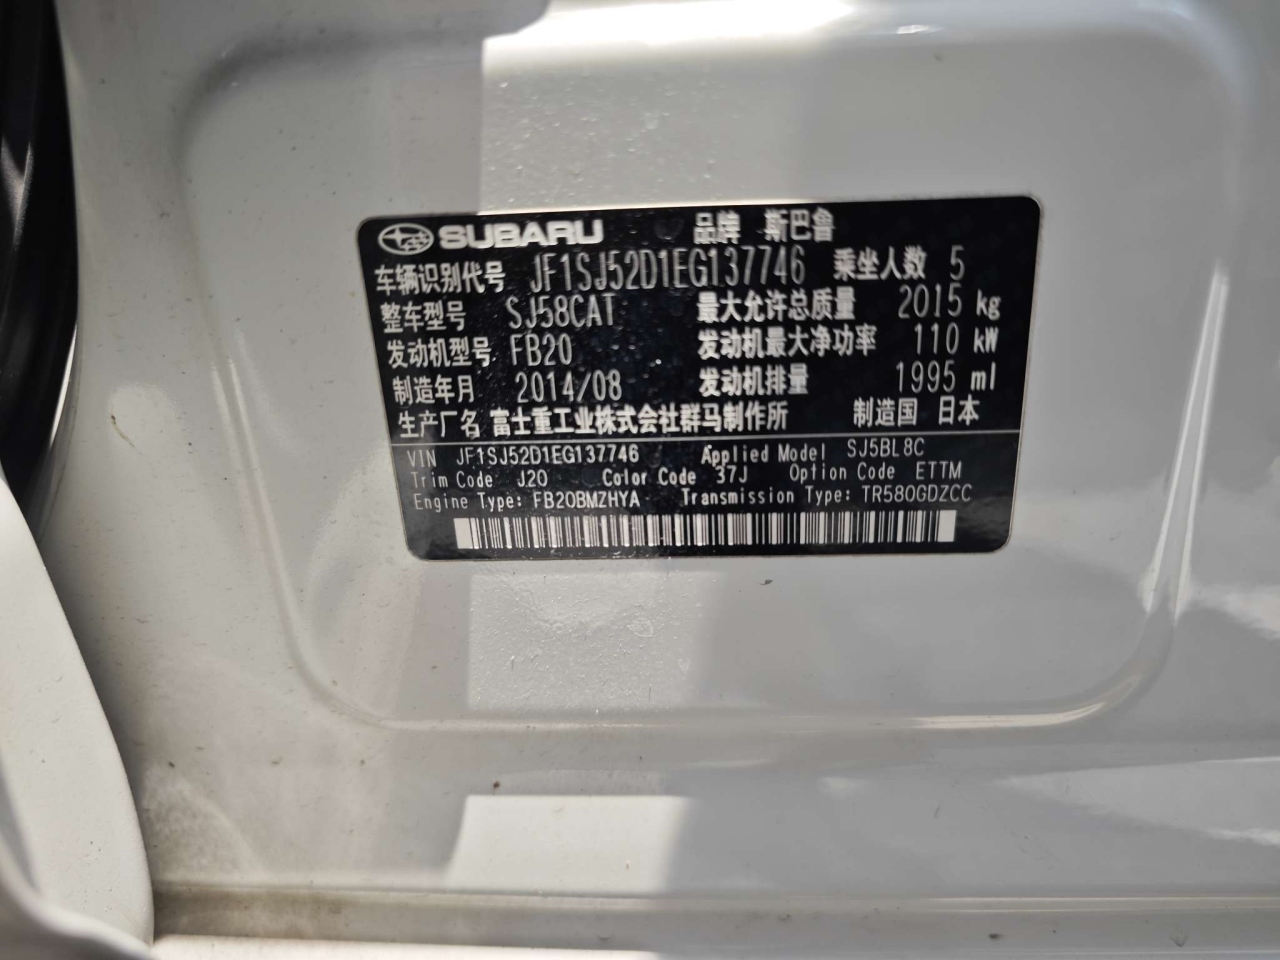 SUBARU 品牌 斯巴鲁
车辆识别代号 JF1SJ52D1EG137746 乘坐人数 5
整车型号 SJ58CAT 最大允许总质量 2015 kg
发动机型号 FB20 发动机最大净功率 110 kW
制造年月 2014/08 发动机排量 1995 ml
生产厂名 富士重工业株式会社群马制作所 制造国 日本
VIN JF1SJ52D1EG137746 Applied Model SJ5BL8C
Trim Code J20 Color Code 37J Option Code ETTM
Engine Type: FB20BMZHYA Transmission Type: TR580GDZCC